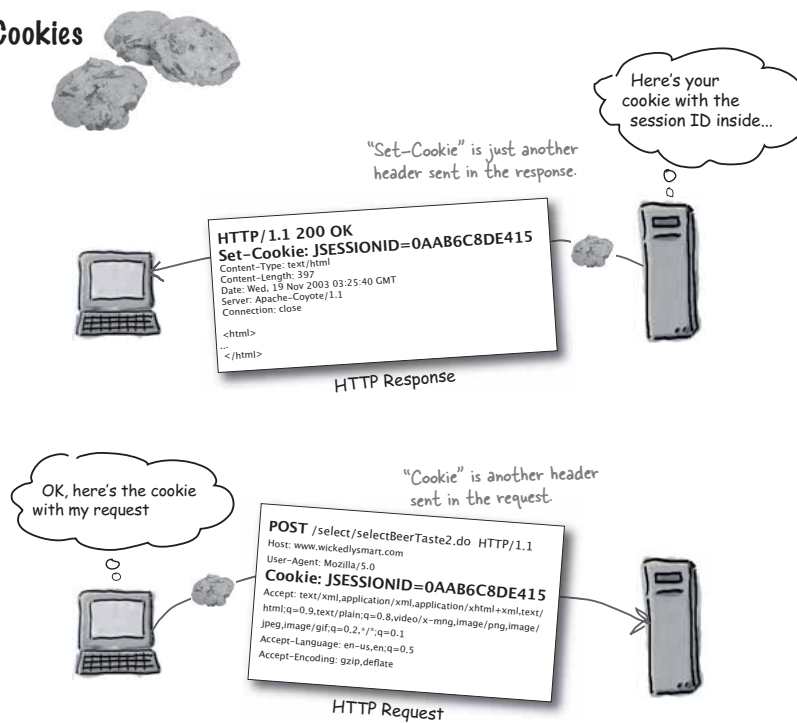 Cookies
Here's your
cookie with the
session ID inside...
"Set-Cookie" is just another
header sent in the response.
HTTP/1.1 200 OK
Set-Cookie: JSESSIONID=0AAB6C8DE415
Content-Type: text/html
Content-Length: 397
Date: Wed, 19 Nov 2003 03:25:40 GMT
Server: Apache-Coyote/1.1
Connection: close
<html>
...
</html>
HTTP Response
OK, here's the cookie
with my request
"Cookie" is another header
sent in the request.
POST /select/selectBeerTaste2.do HTTP/1.1
Host: www.wickedlysmart.com
User-Agent: Mozilla/5.0
Cookie: JSESSIONID=0AAB6C8DE415
Accept: text/xml,application/xml,application/xhtml+xml,text/
html;q=0.9,text/plain;q=0.8,video/x-mng,image/png,image/
jpeg,image/gif;q=0.2,*/*;q=0.1
Accept-Language: en-us,en;q=0.5
Accept-Encoding: gzip,deflate
HTTP Request